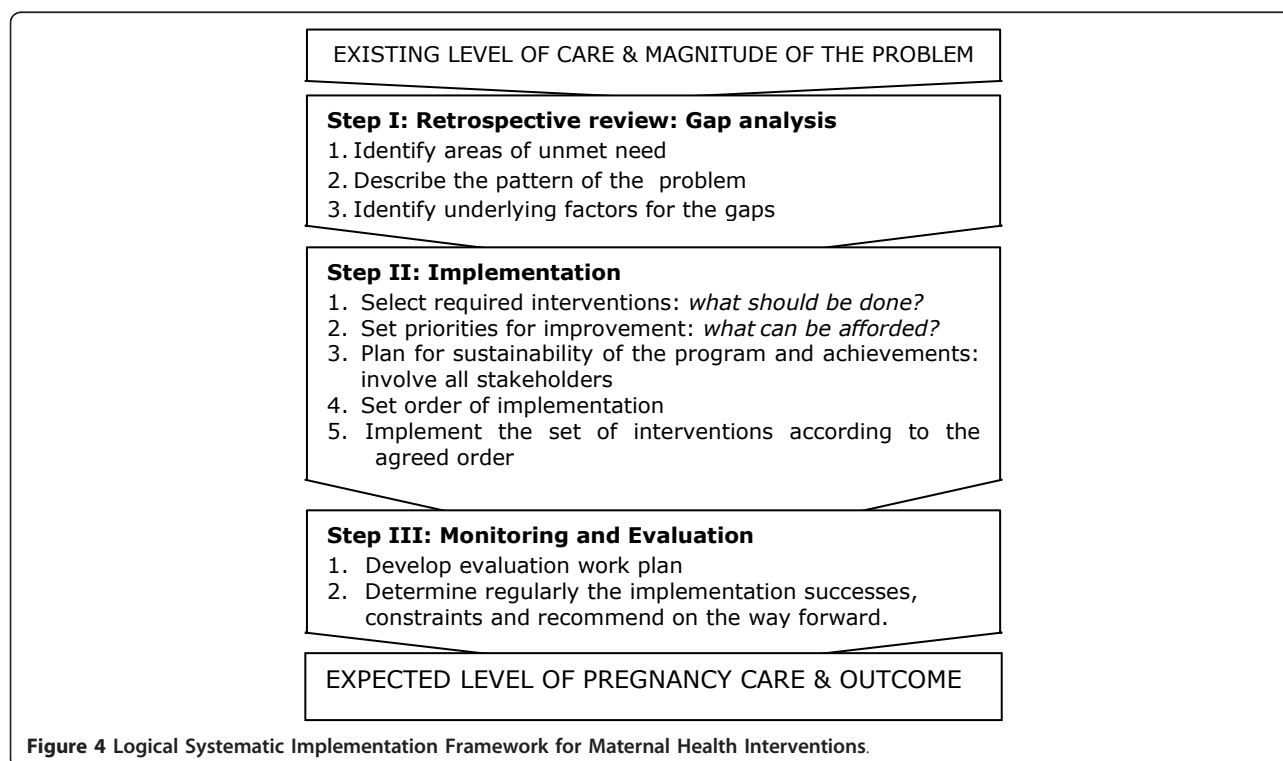 EXISTING LEVEL OF CARE & MAGNITUDE OF THE PROBLEM
Step I: Retrospective review: Gap analysis
1. Identify areas of unmet need
2. Describe the pattern of the problem
3. Identify underlying factors for the gaps
Step II: Implementation
1. Select required interventions: what should be done?
2. Set priorities for improvement: what can be afforded?
3. Plan for sustainability of the program and achievements:
involve all stakeholders
4. Set order of implementation
5. Implement the set of interventions according to the
agreed order
Step III: Monitoring and Evaluation
1. Develop evaluation work plan
2. Determine regularly the implementation successes,
constraints and recommend on the way forward.
EXPECTED LEVEL OF PREGNANCY CARE & OUTCOME
Figure 4 Logical Systematic Implementation Framework for Maternal Health Interventions.